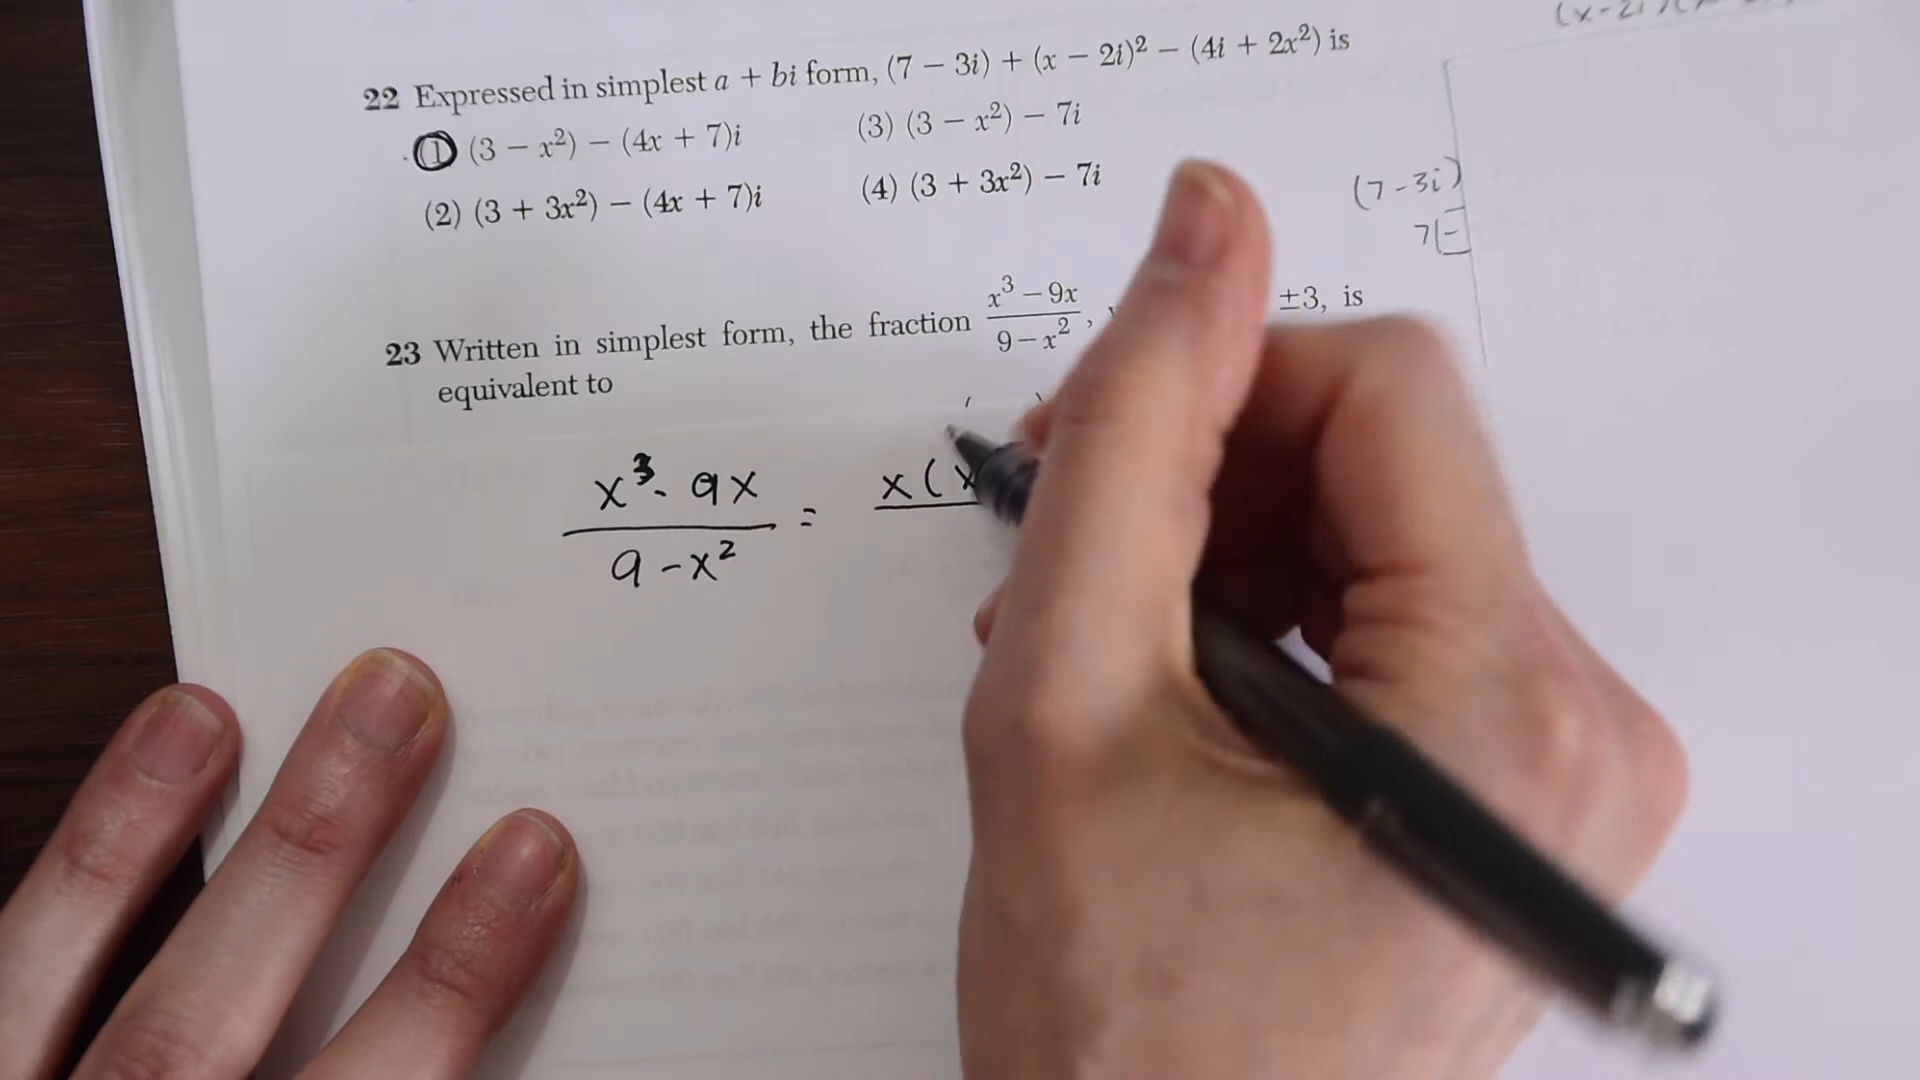 (x-2i)(
22 Expressed in simplest a + bi form, (7 − 3i) + (x − 2i)² − (4i + 2x²) is
(1) (3 − x²) − (4x + 7)i (3) (3 − x²) − 7i
(2) (3 + 3x²) − (4x + 7)i (4) (3 + 3x²) − 7i
(7-3i)
7-
23 Written in simplest form, the fraction (x³ − 9x)/(9 − x²), ±3, is
equivalent to
(x³ - 9x)/(9 - x²) = x(x